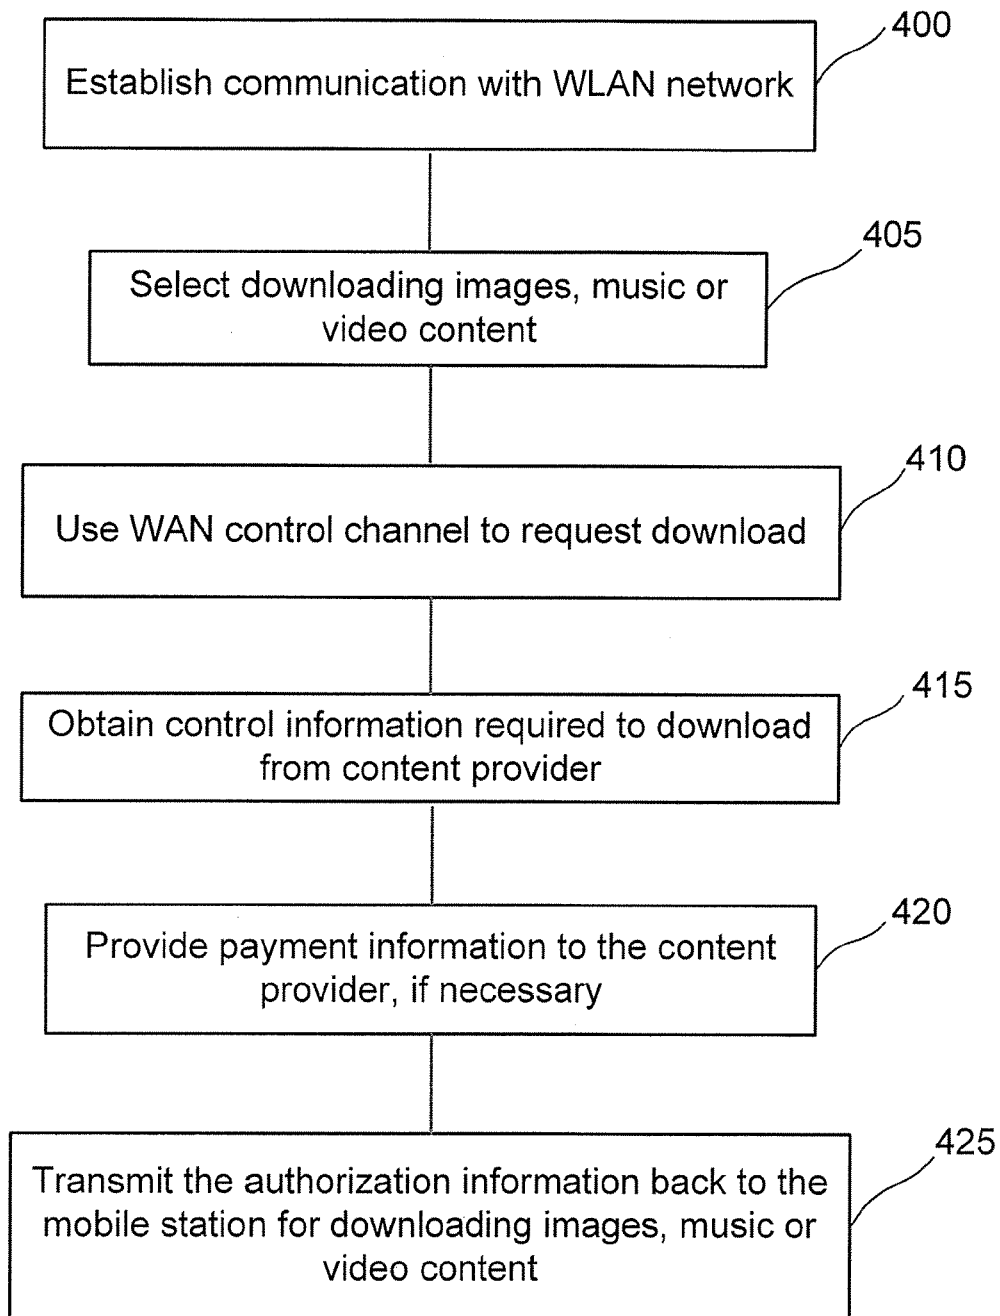 400
Establish communication with WLAN network
405
Select downloading images, music or
video content
410
Use WAN control channel to request download
415
Obtain control information required to download
from content provider
420
Provide payment information to the content
provider, if necessary
425
Transmit the authorization information back to the
mobile station for downloading images, music or
video content